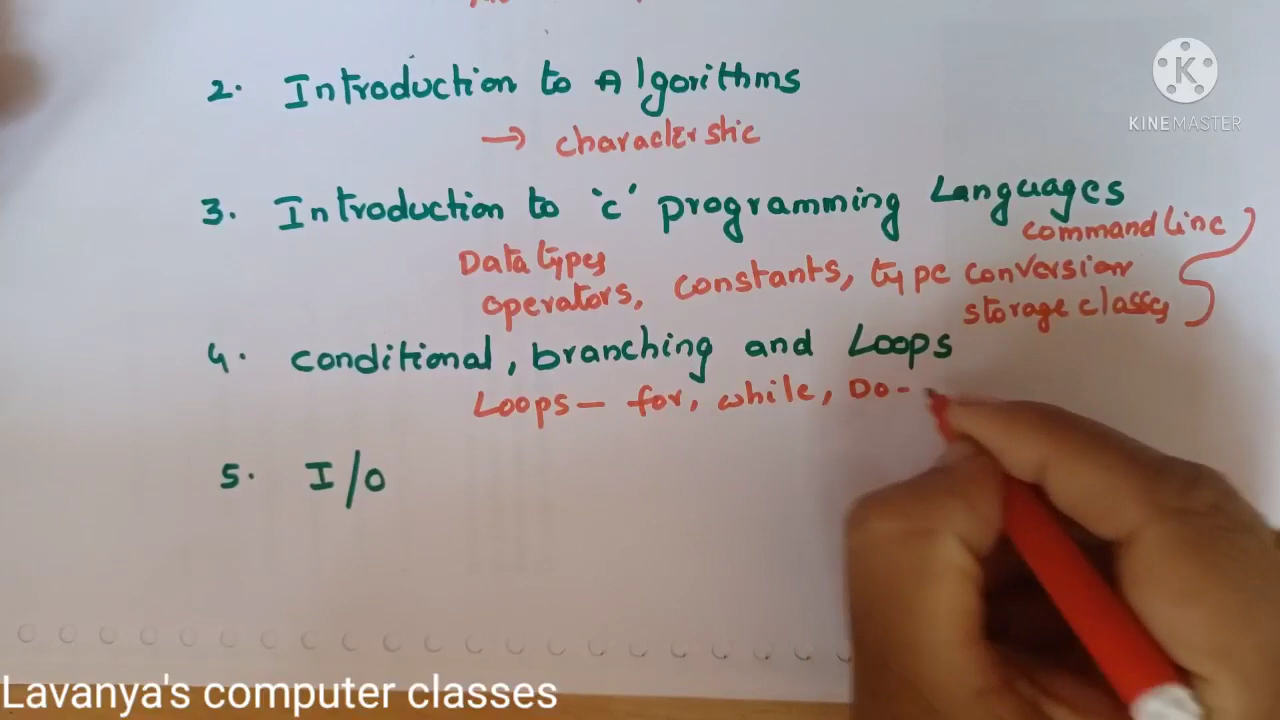 2. Introduction to Algorithms
→ characterstic
KINEMASTER
3. Introduction to 'c' programming Languages
command line
Data types
operators, constants, type conversion
storage classes
4. conditional, branching and Loops
Loops – for, while, Do-
5. I/O
Lavanya's computer classes